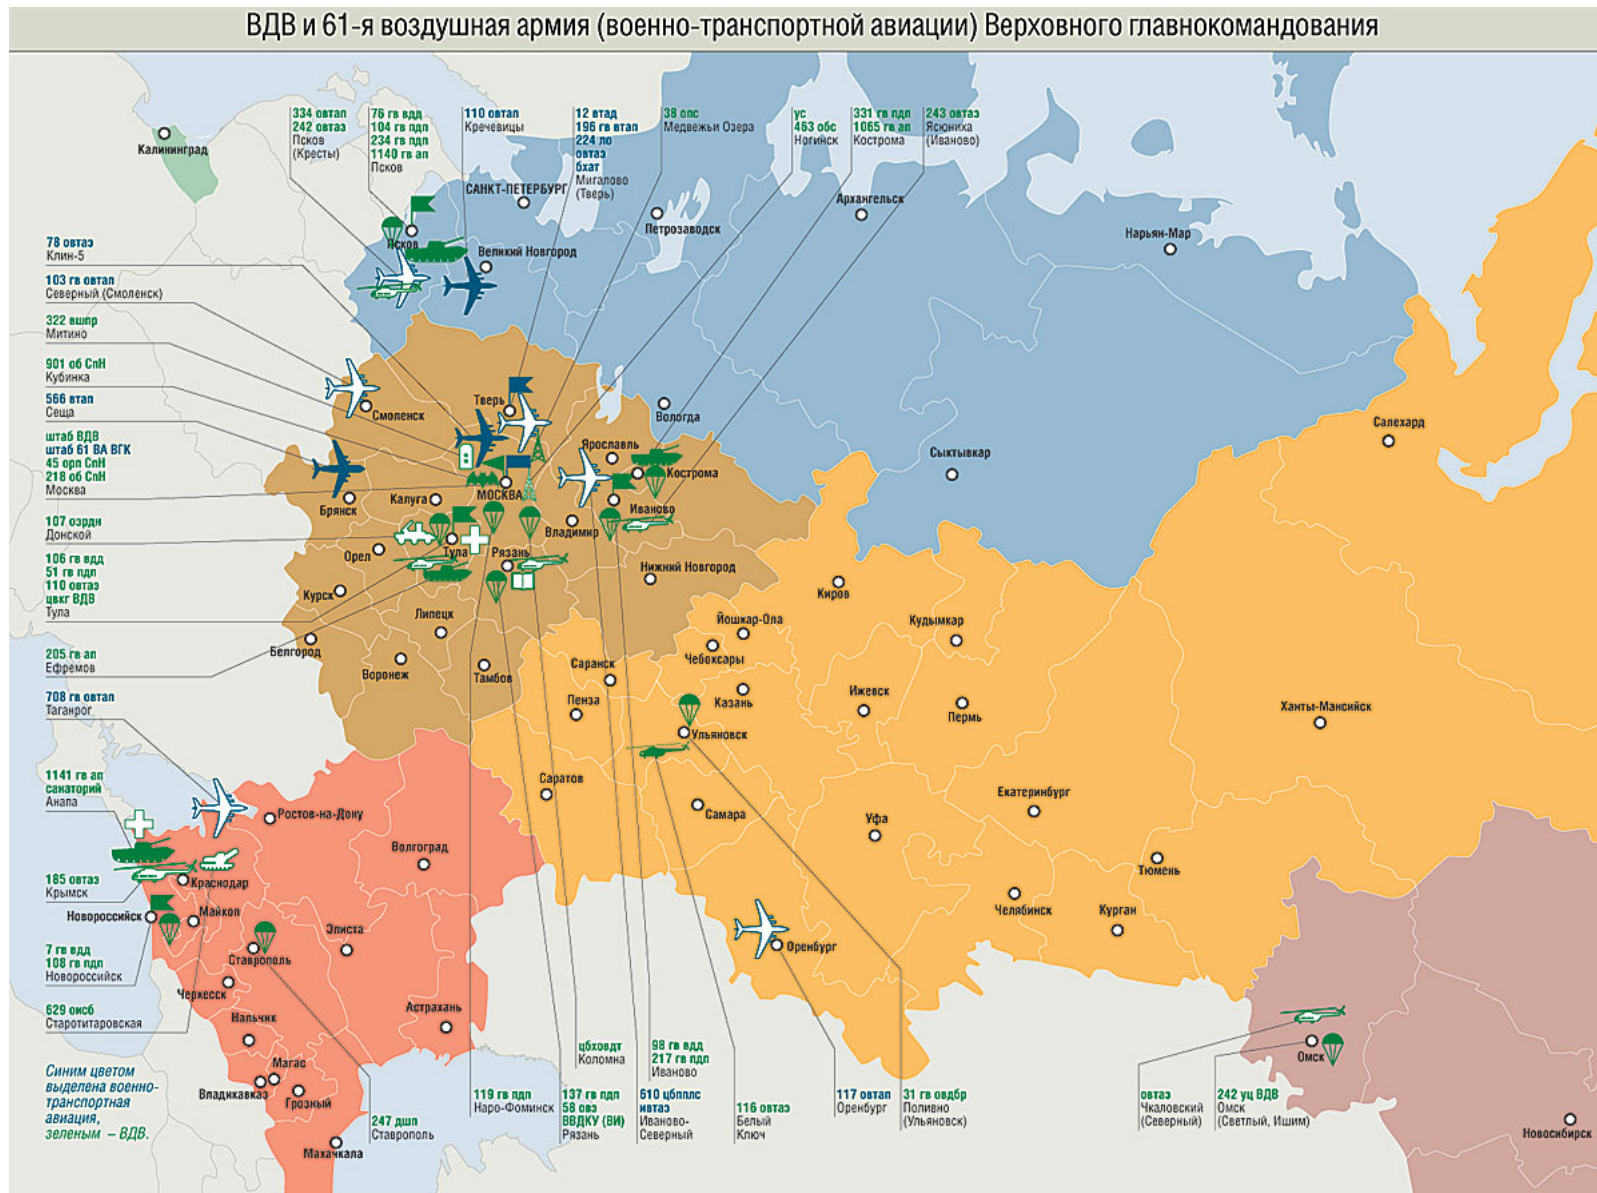 ВДВ и 61-я воздушная армия (военно-транспортной авиации) Верховного главнокомандования
334 овтап
242 овтаэ
Псков
(Кресты)
76 гв вдд
104 гв пдп
234 гв пдп
1140 гв ап
Псков
110 овтап
Кречевицы
12 втад
196 гв втап
224 ло
овтаэ
бхат
Мигалово
(Тверь)
38 опс
Медвежьи Озера
ус
463 обс
Ногинск
331 гв пдп
1065 гв ап
Кострома
243 овтаэ
Ясюниха
(Иваново)
78 овтаэ
Клин-5
103 гв овтап
Северный (Смоленск)
322 вшпр
Митино
901 об СпН
Кубинка
566 втап
Сеща
штаб ВДВ
штаб 61 ВА ВГК
45 орп СпН
218 об СпН
Москва
107 оэрдн
Донской
106 гв вдд
51 гв пдп
110 овтаэ
цвкг ВДВ
Тула
205 гв ап
Ефремов
708 гв овтап
Таганрог
1141 гв ап
санаторий
Анапа
185 овтаэ
Крымск
7 гв вдд
108 гв пдп
Новороссийск
629 оисб
Старотитаровская
Синим цветом
выделена военно-
транспортная
авиация,
зеленым – ВДВ.
247 дшп
Ставрополь
119 гв пдп
Наро-Фоминск
137 гв пдп
58 овэ
ВВДКУ (ВИ)
Рязань
цбховдт
Коломна
98 гв вдд
217 гв пдп
Иваново
610 цбпплс
ивтаэ
Иваново-
Северный
116 овтаэ
Белый
Ключ
117 овтап
Оренбург
31 гв овдбр
Поливно
(Ульяновск)
овтаэ
Чкаловский
(Северный)
242 уц ВДВ
Омск
(Светлый, Ишим)
Калининград
САНКТ-ПЕТЕРБУРГ
Псков
Великий Новгород
Петрозаводск
Архангельск
Нарьян-Мар
Смоленск
Тверь
Вологда
Ярославль
Кострома
Сыктывкар
Салехард
Брянск
Калуга
МОСКВА
Иваново
Владимир
Орел
Тула
Рязань
Нижний Новгород
Курск
Липецк
Белгород
Воронеж
Тамбов
Киров
Йошкар-Ола
Кудымкар
Чебоксары
Саранск
Пенза
Казань
Ижевск
Пермь
Ханты-Мансийск
Ульяновск
Саратов
Самара
Уфа
Екатеринбург
Тюмень
Челябинск
Курган
Ростов-на-Дону
Волгоград
Краснодар
Новороссийск
Майкоп
Ставрополь
Элиста
Оренбург
Черкесск
Астрахань
Нальчик
Магас
Владикавказ
Грозный
Махачкала
Омск
Новосибирск